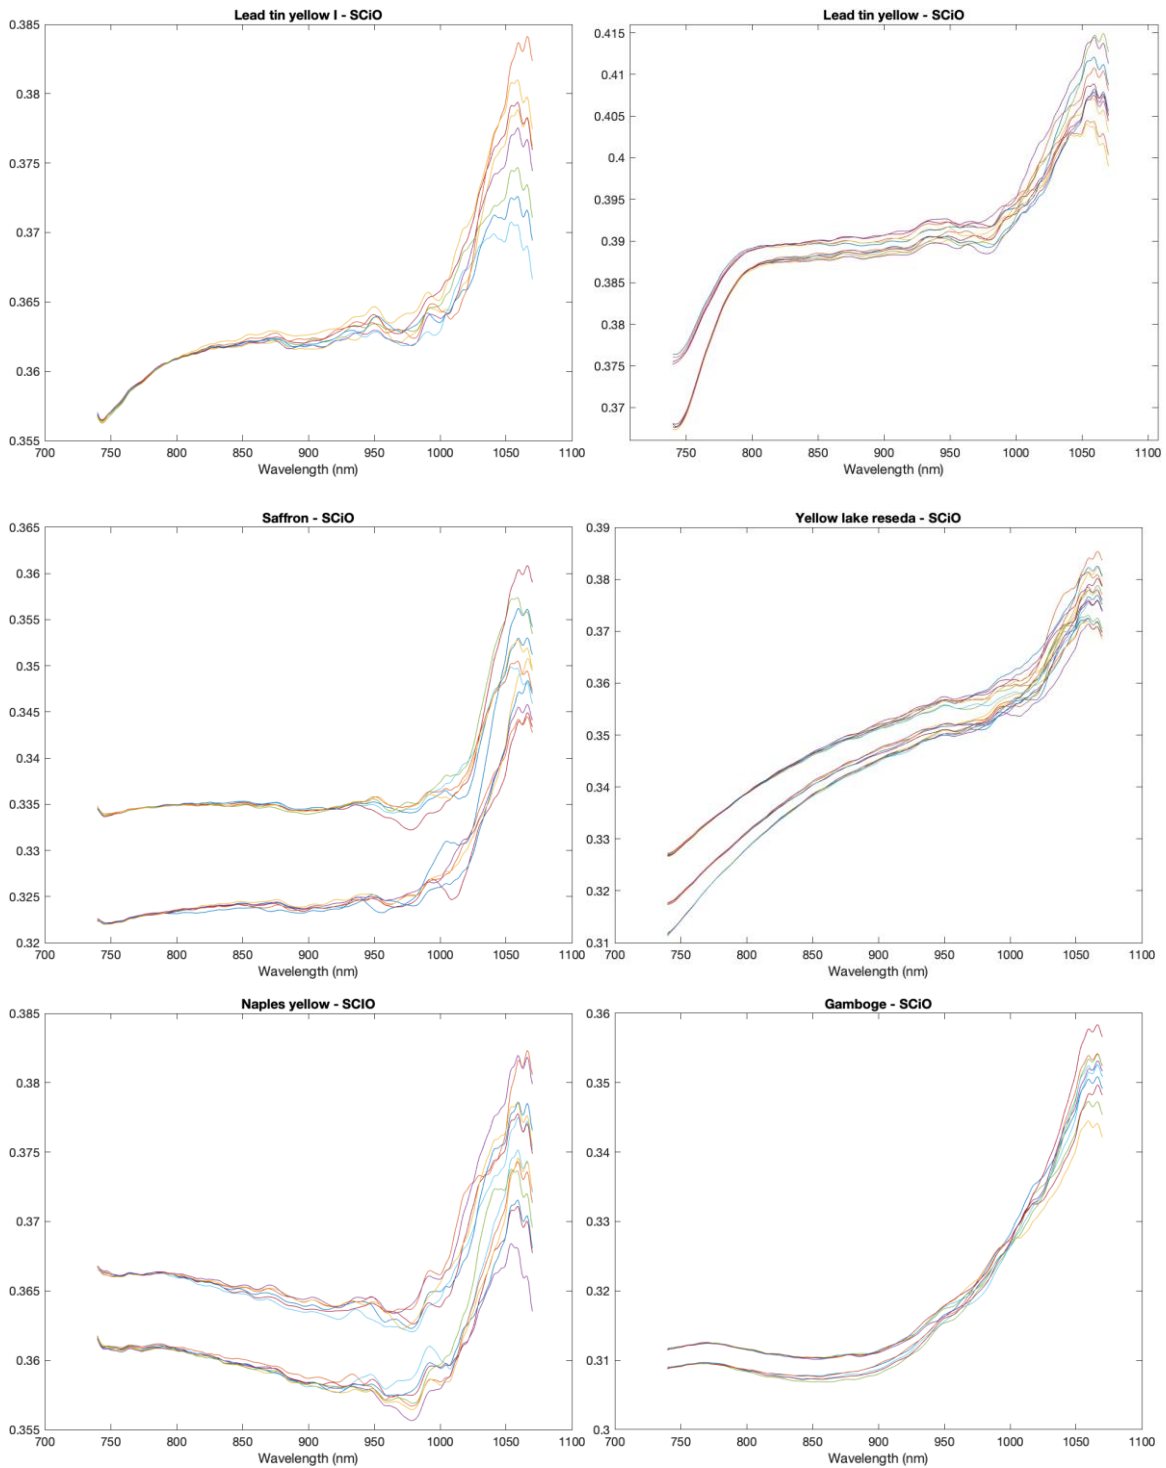 Lead tin yellow I - SCiO
0.385
0.38
0.375
0.37
0.365
0.36
0.355
700 750 800 850 900 950 1000 1050 1100
Wavelength (nm)
Lead tin yellow - SCiO
0.415
0.41
0.405
0.4
0.395
0.39
0.385
0.38
0.375
0.37
750 800 850 900 950 1000 1050 1100
Wavelength (nm)
Saffron - SCiO
0.365
0.36
0.355
0.35
0.345
0.34
0.335
0.33
0.325
0.32
700 750 800 850 900 950 1000 1050 1100
Wavelength (nm)
Yellow lake reseda - SCiO
0.39
0.38
0.37
0.36
0.35
0.34
0.33
0.32
0.31
700 750 800 850 900 950 1000 1050 1100
Wavelength (nm)
Naples yellow - SCIO
0.385
0.38
0.375
0.37
0.365
0.36
0.355
700 750 800 850 900 950 1000 1050 1100
Wavelength (nm)
Gamboge - SCiO
0.36
0.35
0.34
0.33
0.32
0.31
0.3
700 750 800 850 900 950 1000 1050 1100
Wavelength (nm)